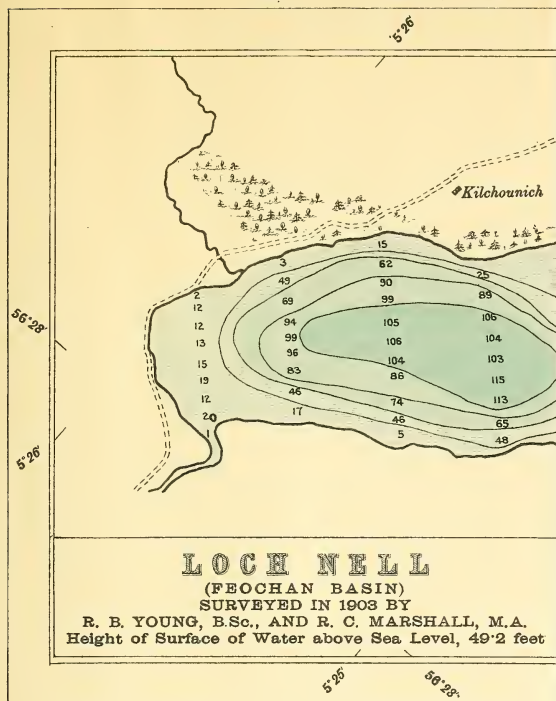 5°26'
Kilchounich
15
3 62 25
49 90
2 69 99 89
12
12 94 105 106
13 99 106 104
96 104 103
15 83 86 115
19 46 74 113
12 17 46 65
2 5 48
1
56°28'
5°26'
LOCH NELL
(FEOCHAN BASIN)
SURVEYED IN 1903 BY
R. B. YOUNG, B.Sc., AND R. C. MARSHALL, M.A.
Height of Surface of Water above Sea Level, 49·2 feet
5°25'
56°28'